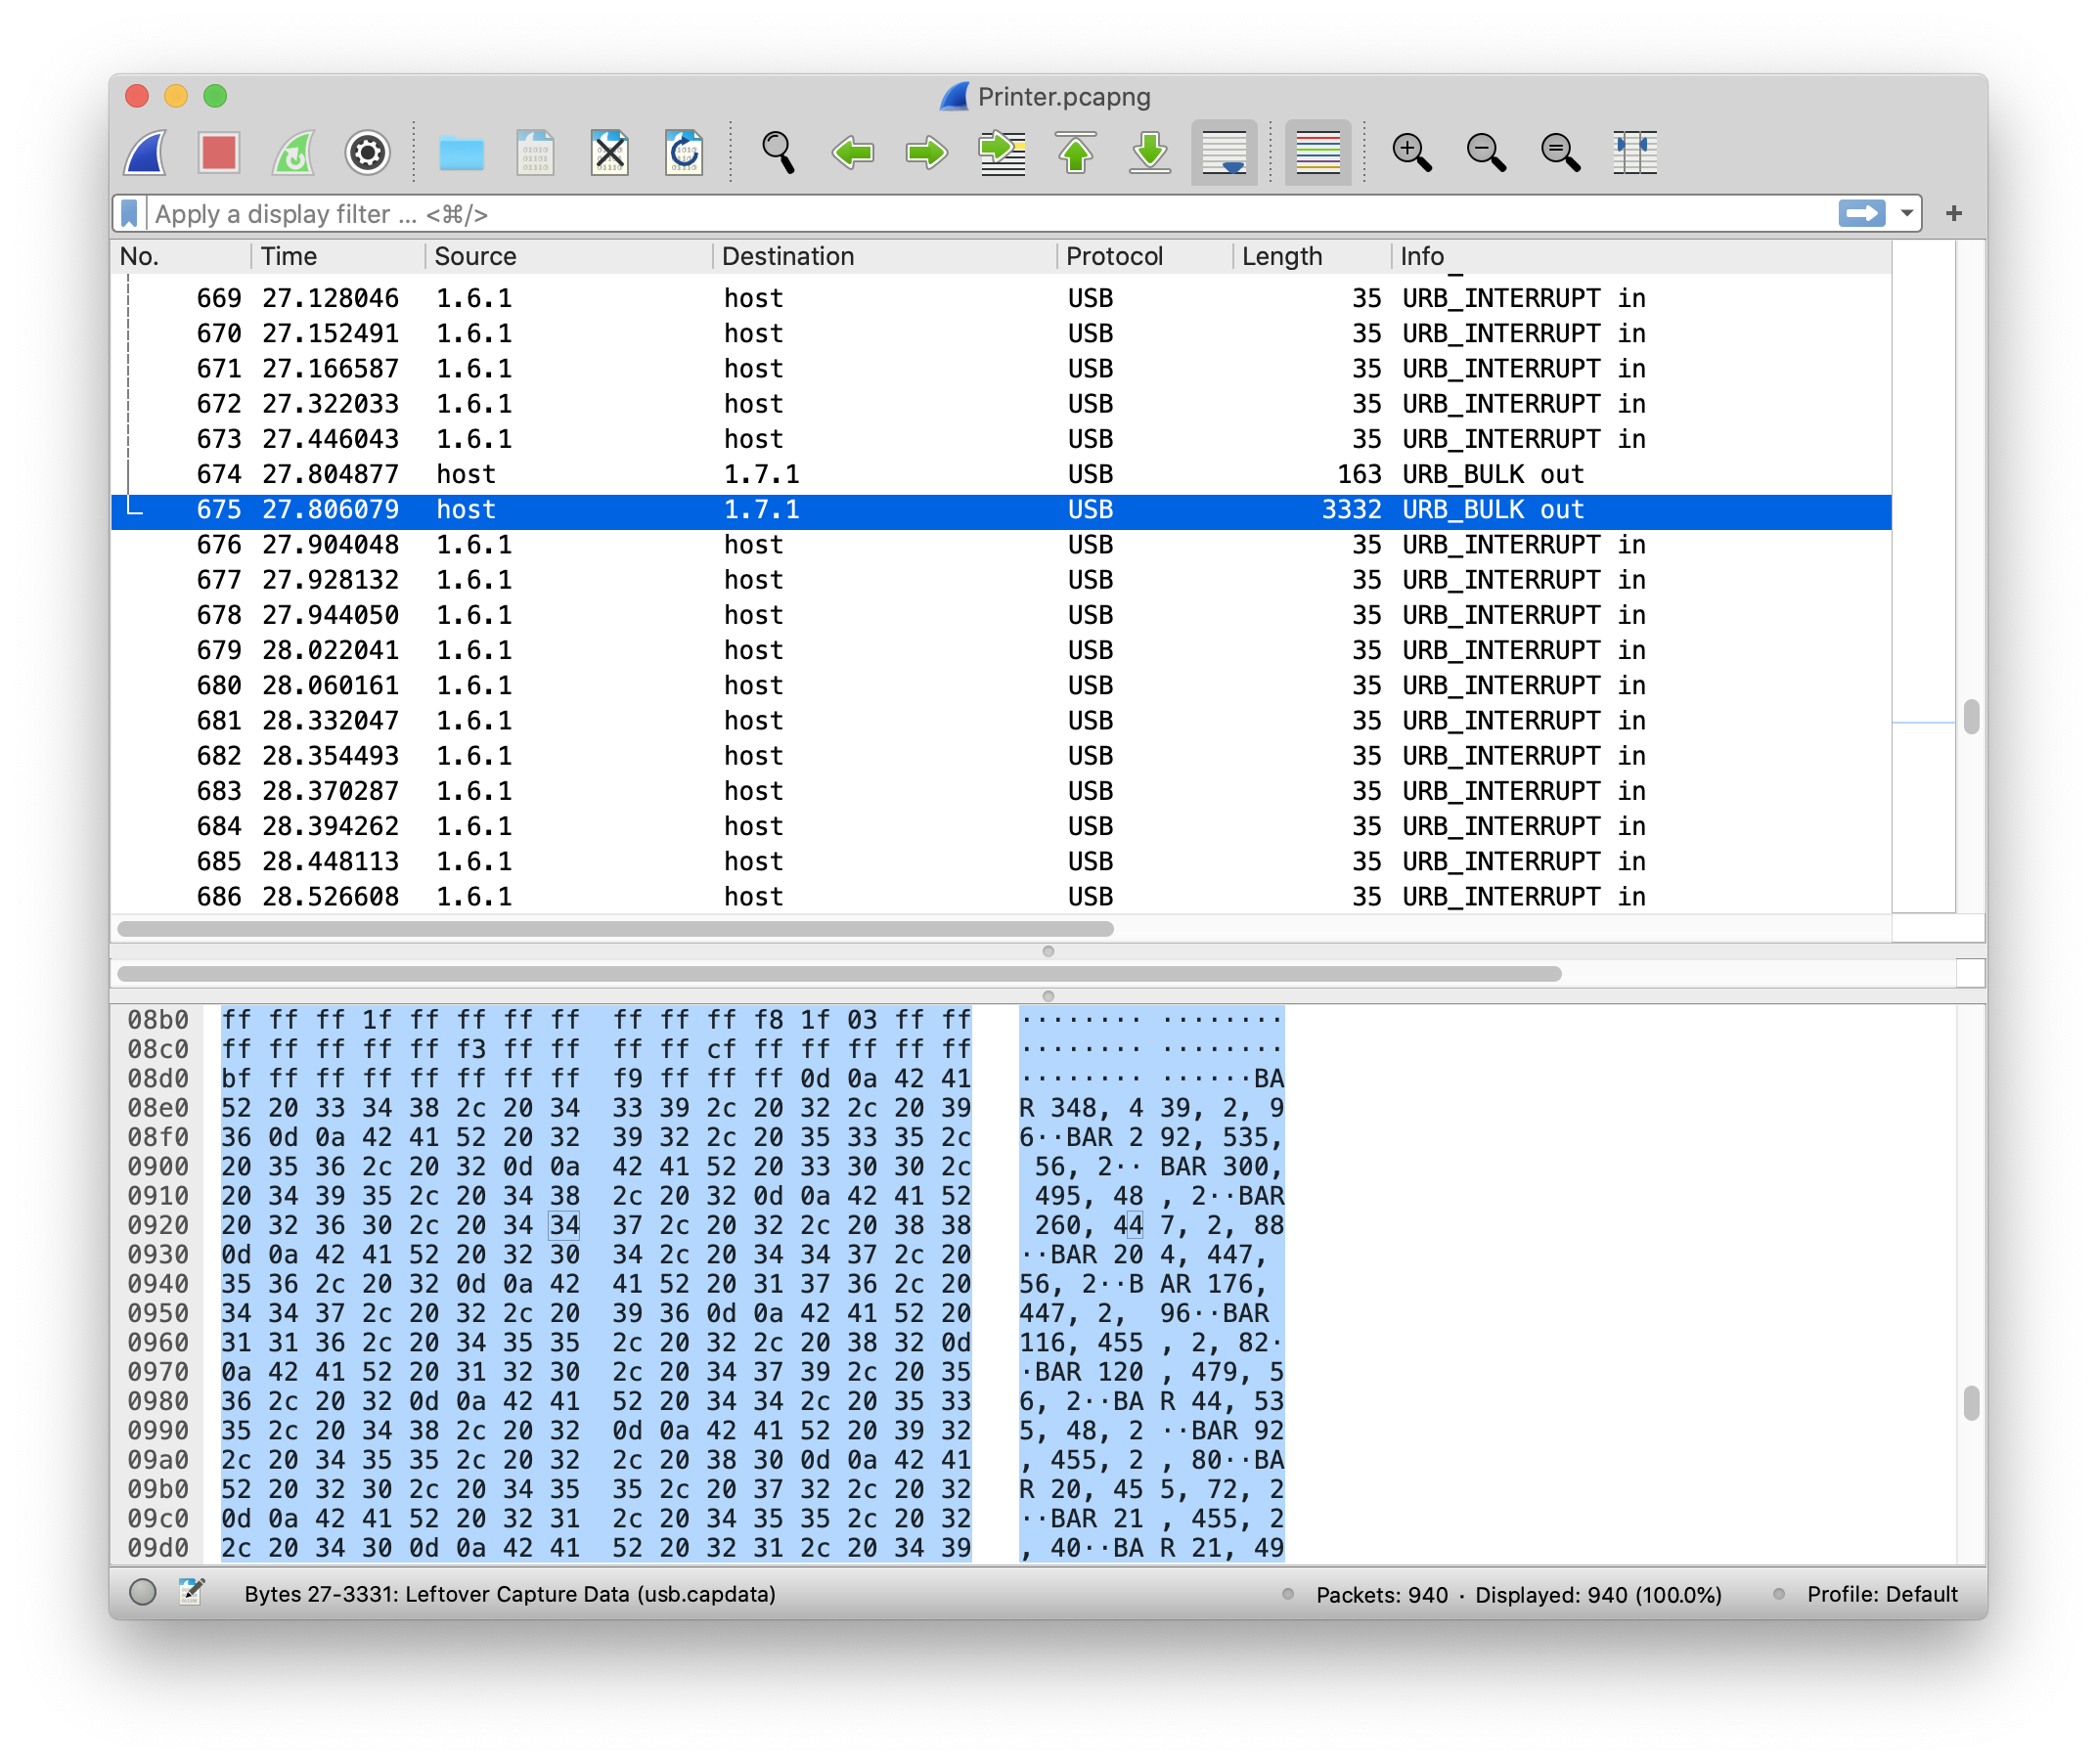 Printer.pcapng
Apply a display filter ... <⌘/>
No. Time Source Destination Protocol Length Info
669 27.128046 1.6.1 host USB 35 URB_INTERRUPT in
670 27.152491 1.6.1 host USB 35 URB_INTERRUPT in
671 27.166587 1.6.1 host USB 35 URB_INTERRUPT in
672 27.322033 1.6.1 host USB 35 URB_INTERRUPT in
673 27.446043 1.6.1 host USB 35 URB_INTERRUPT in
674 27.804877 host 1.7.1 USB 163 URB_BULK out
675 27.806079 host 1.7.1 USB 3332 URB_BULK out
676 27.904048 1.6.1 host USB 35 URB_INTERRUPT in
677 27.928132 1.6.1 host USB 35 URB_INTERRUPT in
678 27.944050 1.6.1 host USB 35 URB_INTERRUPT in
679 28.022041 1.6.1 host USB 35 URB_INTERRUPT in
680 28.060161 1.6.1 host USB 35 URB_INTERRUPT in
681 28.332047 1.6.1 host USB 35 URB_INTERRUPT in
682 28.354493 1.6.1 host USB 35 URB_INTERRUPT in
683 28.370287 1.6.1 host USB 35 URB_INTERRUPT in
684 28.394262 1.6.1 host USB 35 URB_INTERRUPT in
685 28.448113 1.6.1 host USB 35 URB_INTERRUPT in
686 28.526608 1.6.1 host USB 35 URB_INTERRUPT in
08b0 ff ff ff 1f ff ff ff ff ff ff ff f8 1f 03 ff ff ········ ········
08c0 ff ff ff ff ff f3 ff ff ff ff cf ff ff ff ff ff ········ ········
08d0 bf ff ff ff ff ff ff ff f9 ff ff ff 0d 0a 42 41 ········ ······BA
08e0 52 20 33 34 38 2c 20 34 33 39 2c 20 32 2c 20 39 R 348, 4 39, 2, 9
08f0 36 0d 0a 42 41 52 20 32 39 32 2c 20 35 33 35 2c 6··BAR 2 92, 535,
0900 20 35 36 2c 20 32 0d 0a 42 41 52 20 33 30 30 2c 56, 2·· BAR 300,
0910 20 34 39 35 2c 20 34 38 2c 20 32 0d 0a 42 41 52 495, 48 , 2··BAR
0920 20 32 36 30 2c 20 34 34 37 2c 20 32 2c 20 38 38 260, 44 7, 2, 88
0930 0d 0a 42 41 52 20 32 30 34 2c 20 34 34 37 2c 20 ··BAR 20 4, 447,
0940 35 36 2c 20 32 0d 0a 42 41 52 20 31 37 36 2c 20 56, 2··B AR 176,
0950 34 34 37 2c 20 32 2c 20 39 36 0d 0a 42 41 52 20 447, 2, 96··BAR
0960 31 31 36 2c 20 34 35 35 2c 20 32 2c 20 38 32 0d 116, 455 , 2, 82·
0970 0a 42 41 52 20 31 32 30 2c 20 34 37 39 2c 20 35 ·BAR 120 , 479, 5
0980 36 2c 20 32 0d 0a 42 41 52 20 34 34 2c 20 35 33 6, 2··BA R 44, 53
0990 35 2c 20 34 38 2c 20 32 0d 0a 42 41 52 20 39 32 5, 48, 2 ··BAR 92
09a0 2c 20 34 35 35 2c 20 32 2c 20 38 30 0d 0a 42 41 , 455, 2 , 80··BA
09b0 52 20 32 30 2c 20 34 35 35 2c 20 37 32 2c 20 32 R 20, 45 5, 72, 2
09c0 0d 0a 42 41 52 20 32 31 2c 20 34 35 35 2c 20 32 ··BAR 21 , 455, 2
09d0 2c 20 34 30 0d 0a 42 41 52 20 32 31 2c 20 34 39 , 40··BA R 21, 49
Bytes 27-3331: Leftover Capture Data (usb.capdata) Packets: 940 · Displayed: 940 (100.0%) Profile: Default